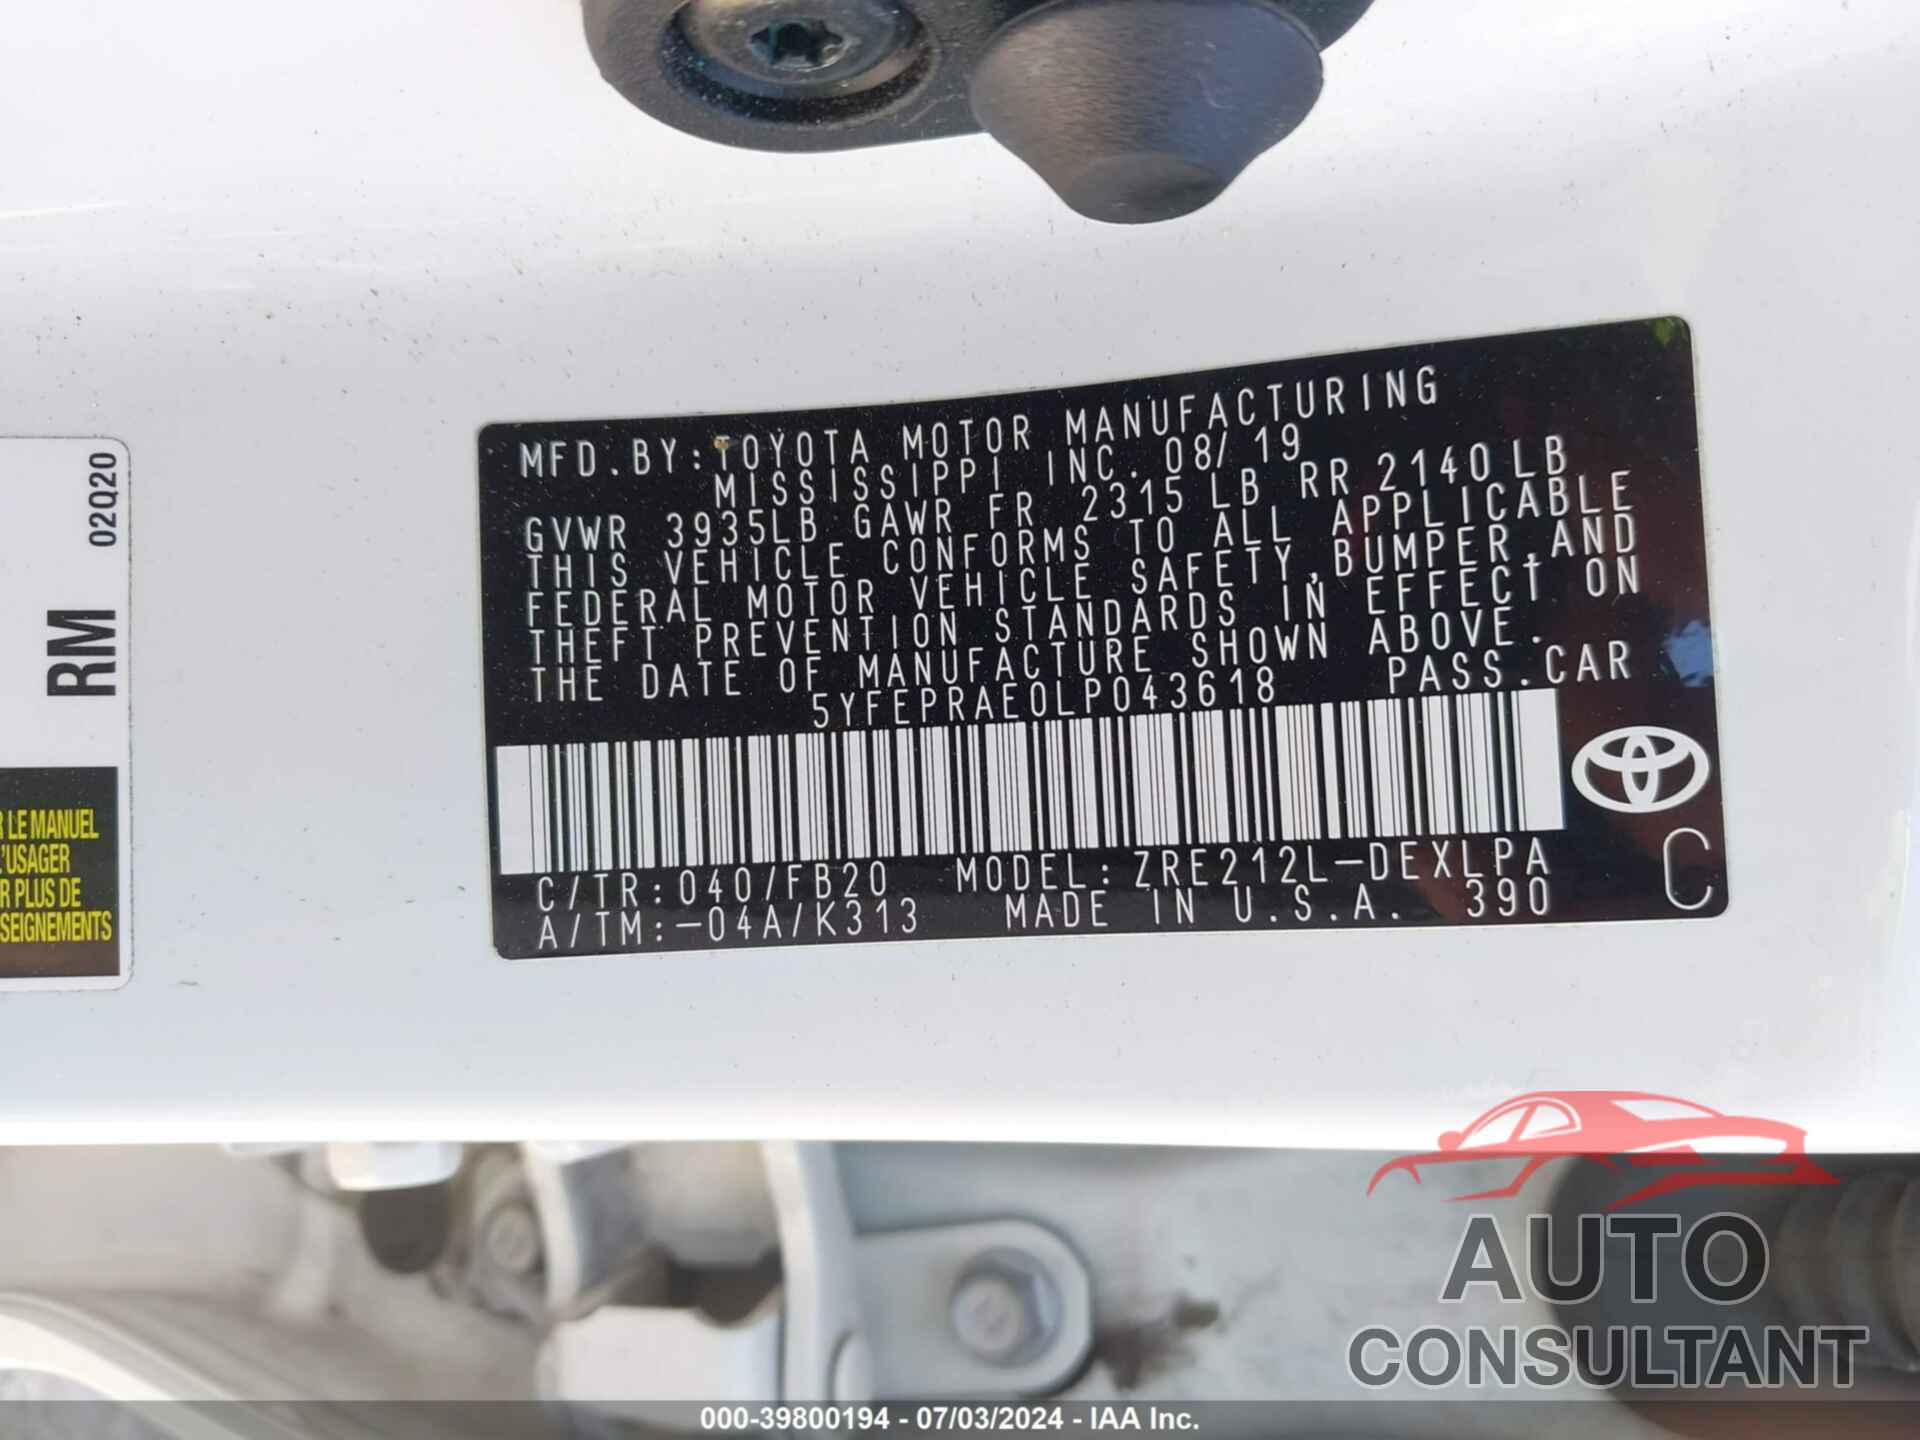 MFD.BY:TOYOTA MOTOR MANUFACTURING
MISSISSIPPI INC. 08/19
GVWR 3935LB GAWR FR 2315 LB RR 2140 LB
THIS VEHICLE CONFORMS TO ALL APPLICABLE
FEDERAL MOTOR VEHICLE SAFETY,BUMPER,AND
THEFT PREVENTION STANDARDS IN EFFECT ON
THE DATE OF MANUFACTURE SHOWN ABOVE.
5YFEPRAE0LP043618 PASS.CAR
C/TR:040/FB20 MODEL:ZRE212L-DEXLPA
A/TM:-04A/K313 MADE IN U.S.A. 390
C
02Q20
RM
R LE MANUEL
L'USAGER
R PLUS DE
SEIGNEMENTS
AUTO
CONSULTANT
000-39800194 - 07/03/2024 - IAA Inc.